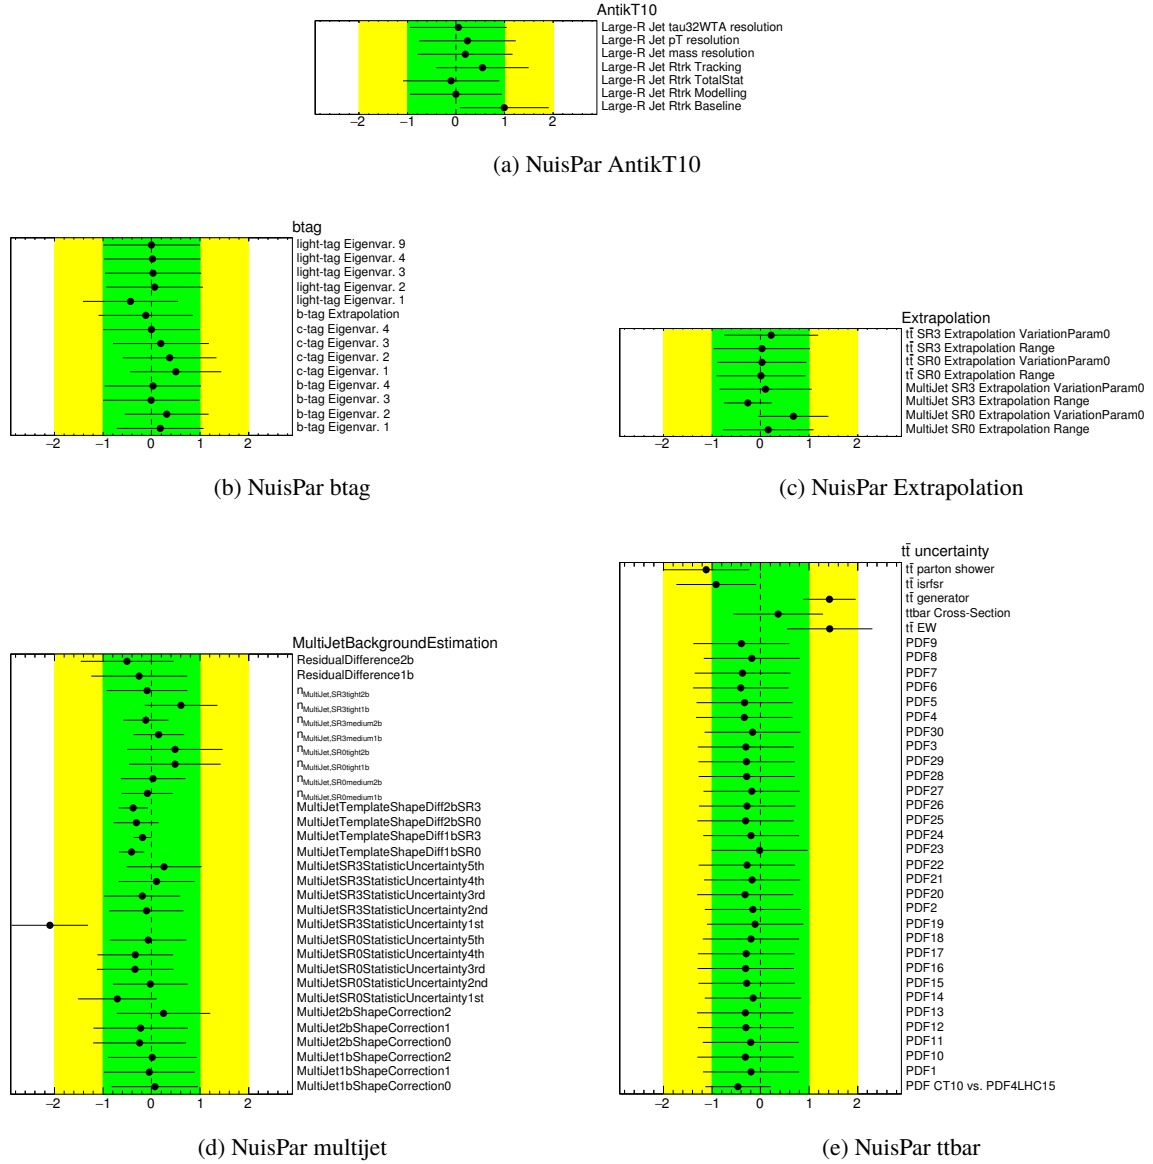 AntikT10
Large-R Jet tau32WTA resolution
Large-R Jet pT resolution
Large-R Jet mass resolution
Large-R Jet Rtrk Tracking
Large-R Jet Rtrk TotalStat
Large-R Jet Rtrk Modelling
Large-R Jet Rtrk Baseline
−2 −1 0 1 2
(a) NuisPar AntikT10
btag
light-tag Eigenvar. 9
light-tag Eigenvar. 4
light-tag Eigenvar. 3
light-tag Eigenvar. 2
light-tag Eigenvar. 1
b-tag Extrapolation
c-tag Eigenvar. 4
c-tag Eigenvar. 3
c-tag Eigenvar. 2
c-tag Eigenvar. 1
b-tag Eigenvar. 4
b-tag Eigenvar. 3
b-tag Eigenvar. 2
b-tag Eigenvar. 1
−2 −1 0 1 2
(b) NuisPar btag
Extrapolation
tt̄ SR3 Extrapolation VariationParam0
tt̄ SR3 Extrapolation Range
tt̄ SR0 Extrapolation VariationParam0
tt̄ SR0 Extrapolation Range
MultiJet SR3 Extrapolation VariationParam0
MultiJet SR3 Extrapolation Range
MultiJet SR0 Extrapolation VariationParam0
MultiJet SR0 Extrapolation Range
−2 −1 0 1 2
(c) NuisPar Extrapolation
MultiJetBackgroundEstimation
ResidualDifference2b
ResidualDifference1b
n_MultiJet,SR3tight2b
n_MultiJet,SR3tight1b
n_MultiJet,SR3medium2b
n_MultiJet,SR3medium1b
n_MultiJet,SR0tight2b
n_MultiJet,SR0tight1b
n_MultiJet,SR0medium2b
n_MultiJet,SR0medium1b
MultiJetTemplateShapeDiff2bSR3
MultiJetTemplateShapeDiff2bSR0
MultiJetTemplateShapeDiff1bSR3
MultiJetTemplateShapeDiff1bSR0
MultiJetSR3StatisticUncertainty5th
MultiJetSR3StatisticUncertainty4th
MultiJetSR3StatisticUncertainty3rd
MultiJetSR3StatisticUncertainty2nd
MultiJetSR3StatisticUncertainty1st
MultiJetSR0StatisticUncertainty5th
MultiJetSR0StatisticUncertainty4th
MultiJetSR0StatisticUncertainty3rd
MultiJetSR0StatisticUncertainty2nd
MultiJetSR0StatisticUncertainty1st
MultiJet2bShapeCorrection2
MultiJet2bShapeCorrection1
MultiJet2bShapeCorrection0
MultiJet1bShapeCorrection2
MultiJet1bShapeCorrection1
MultiJet1bShapeCorrection0
−2 −1 0 1 2
(d) NuisPar multijet
tt̄ uncertainty
tt̄ parton shower
tt̄ isrfsr
tt̄ generator
ttbar Cross-Section
tt̄ EW
PDF9
PDF8
PDF7
PDF6
PDF5
PDF4
PDF30
PDF3
PDF29
PDF28
PDF27
PDF26
PDF25
PDF24
PDF23
PDF22
PDF21
PDF20
PDF2
PDF19
PDF18
PDF17
PDF16
PDF15
PDF14
PDF13
PDF12
PDF11
PDF10
PDF1
PDF CT10 vs. PDF4LHC15
−2 −1 0 1 2
(e) NuisPar ttbar